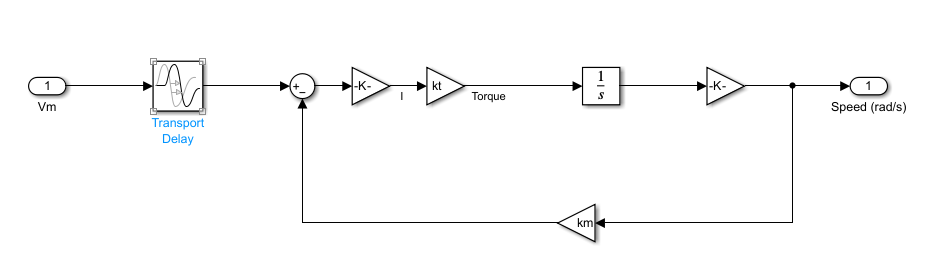 1
Vm
Transport
Delay
+
−
-K-
I
kt
Torque
1
s
-K-
1
Speed (rad/s)
km